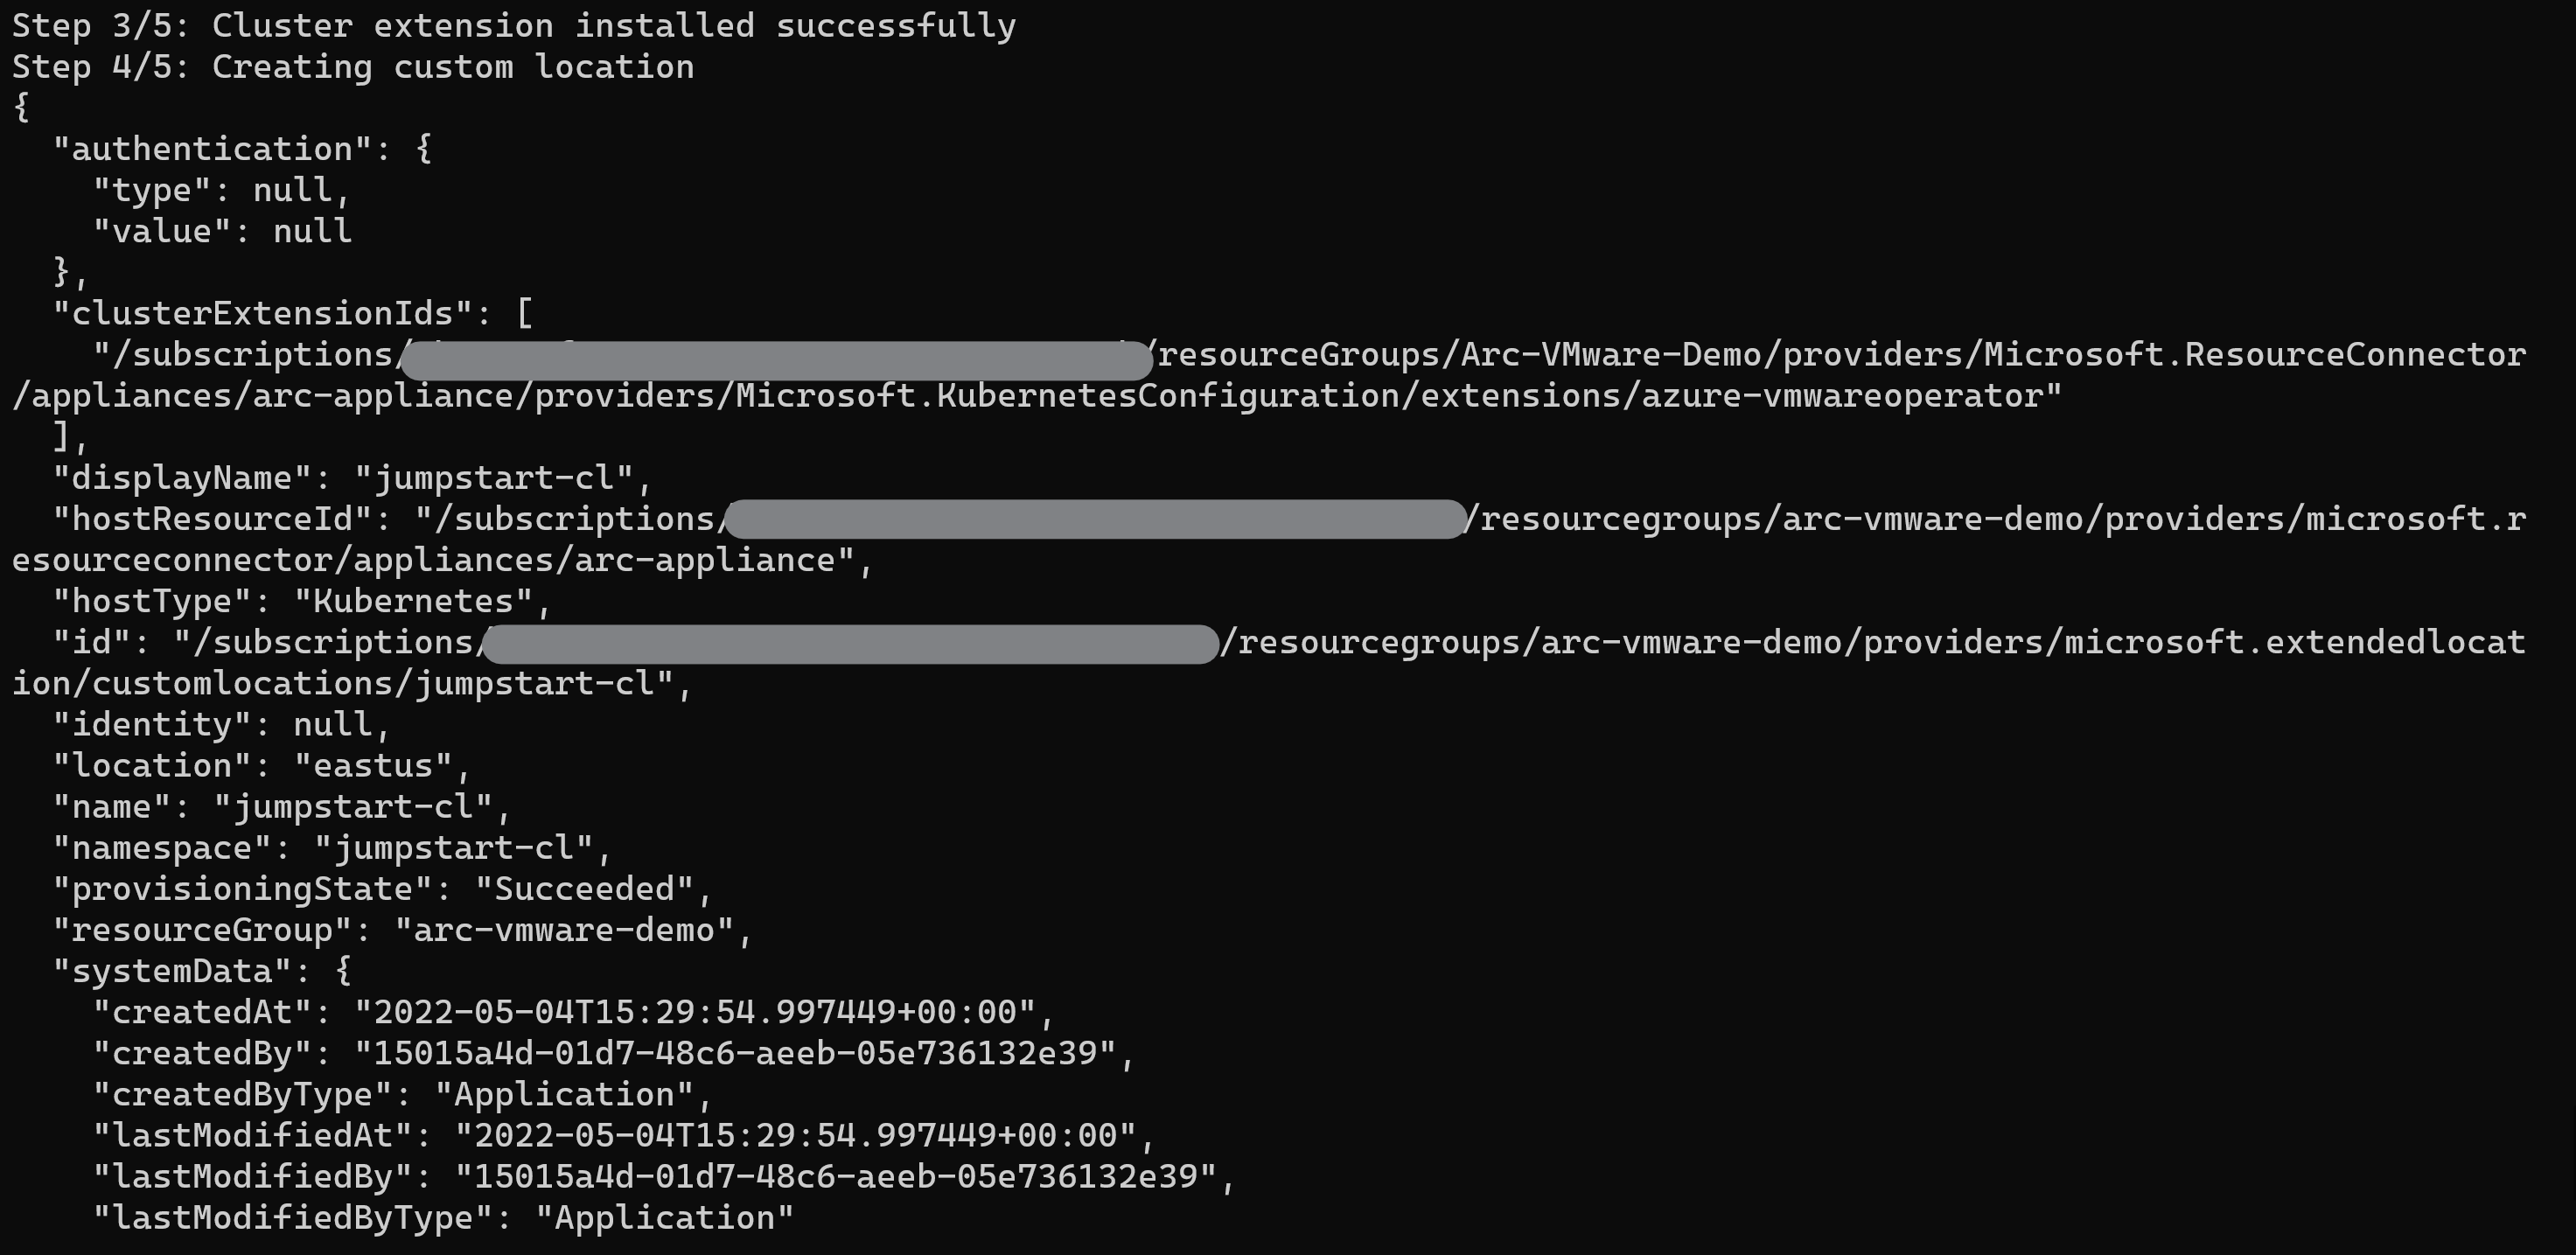 Step 3/5: Cluster extension installed successfully
Step 4/5: Creating custom location
{
  "authentication": {
    "type": null,
    "value": null
  },
  "clusterExtensionIds": [
    "/subscriptions/ /resourceGroups/Arc-VMware-Demo/providers/Microsoft.ResourceConnector
/appliances/arc-appliance/providers/Microsoft.KubernetesConfiguration/extensions/azure-vmwareoperator"
  ],
  "displayName": "jumpstart-cl",
  "hostResourceId": "/subscriptions/ /resourcegroups/arc-vmware-demo/providers/microsoft.r
esourceconnector/appliances/arc-appliance",
  "hostType": "Kubernetes",
  "id": "/subscriptions/ /resourcegroups/arc-vmware-demo/providers/microsoft.extendedlocat
ion/customlocations/jumpstart-cl",
  "identity": null,
  "location": "eastus",
  "name": "jumpstart-cl",
  "namespace": "jumpstart-cl",
  "provisioningState": "Succeeded",
  "resourceGroup": "arc-vmware-demo",
  "systemData": {
    "createdAt": "2022-05-04T15:29:54.997449+00:00",
    "createdBy": "15015a4d-01d7-48c6-aeeb-05e736132e39",
    "createdByType": "Application",
    "lastModifiedAt": "2022-05-04T15:29:54.997449+00:00",
    "lastModifiedBy": "15015a4d-01d7-48c6-aeeb-05e736132e39",
    "lastModifiedByType": "Application"